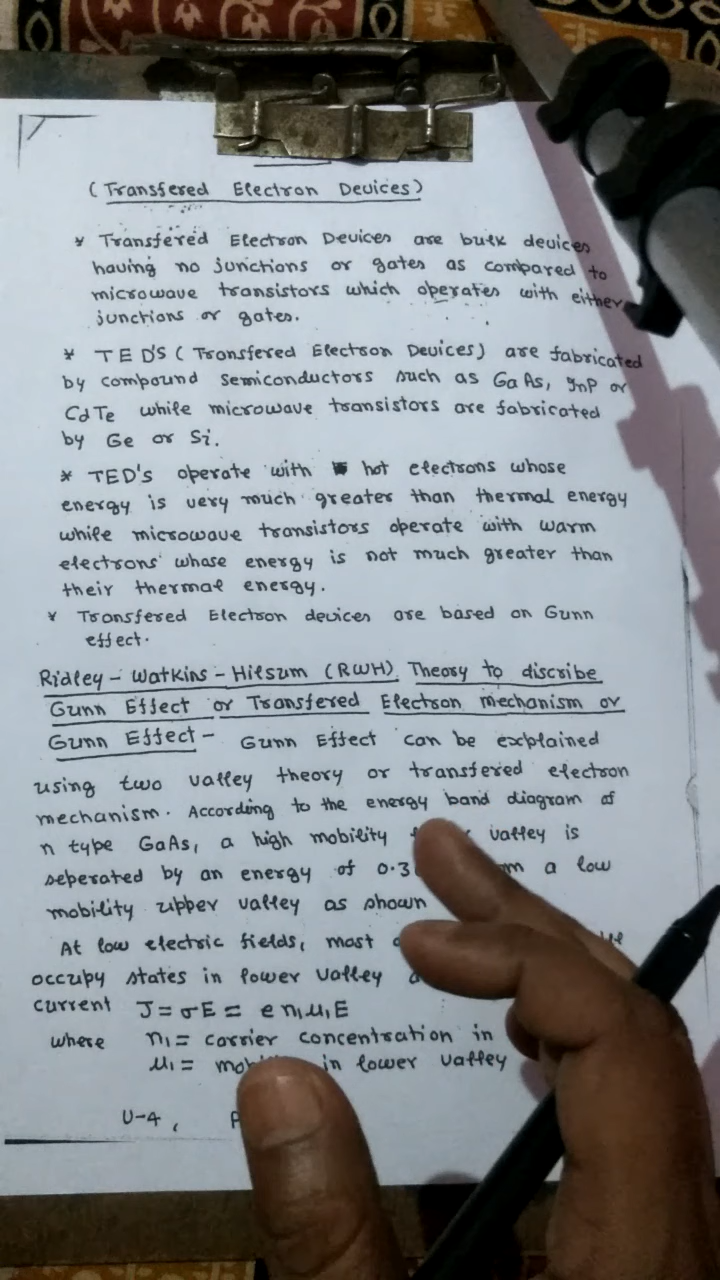 (Transfered Electron Devices)
* Transfered Electron Devices are bulk devices
having no junctions or gates as compared to
microwave transistors which operates with either
junctions or gates.
* TED'S (Transfered Electron Devices) are fabricated
by compound semiconductors such as GaAs, InP or
CdTe while microwave transistors are fabricated
by Ge or Si.
* TED's operate with hot electrons whose
energy is very much greater than thermal energy
while microwave transistors operate with warm
electrons whose energy is not much greater than
their thermal energy.
* Transfered Electron devices are based on Gunn
effect.
Ridley - Watkins - Hilsum (RWH) Theory to discribe
Gunn Effect or Transfered Electron mechanism or
Gunn Effect - Gunn Effect can be explained
using two valley theory or transfered electron
mechanism. According to the energy band diagram of
n type GaAs, a high mobility valley is
seperated by an energy of 0.3 a low
mobility upper valley as shown
At low electric fields, most
occupy states in lower valley
current J = σE = e n1 μ1 E
where n1 = carrier concentration in
μ1 = in lower valley
U-4,